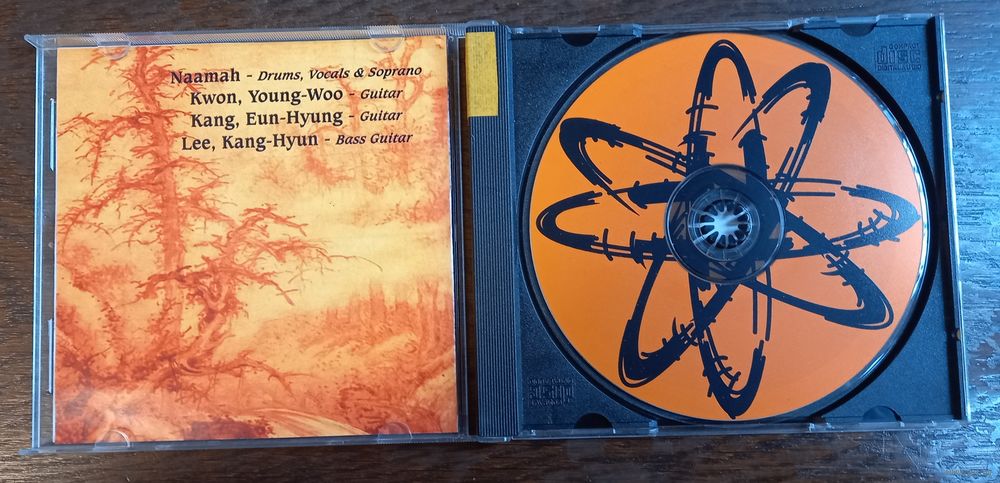 Naamah - Drums, Vocals & Soprano
Kwon, Young-Woo - Guitar
Kang, Eun-Hyung - Guitar
Lee, Kang-Hyun - Bass Guitar